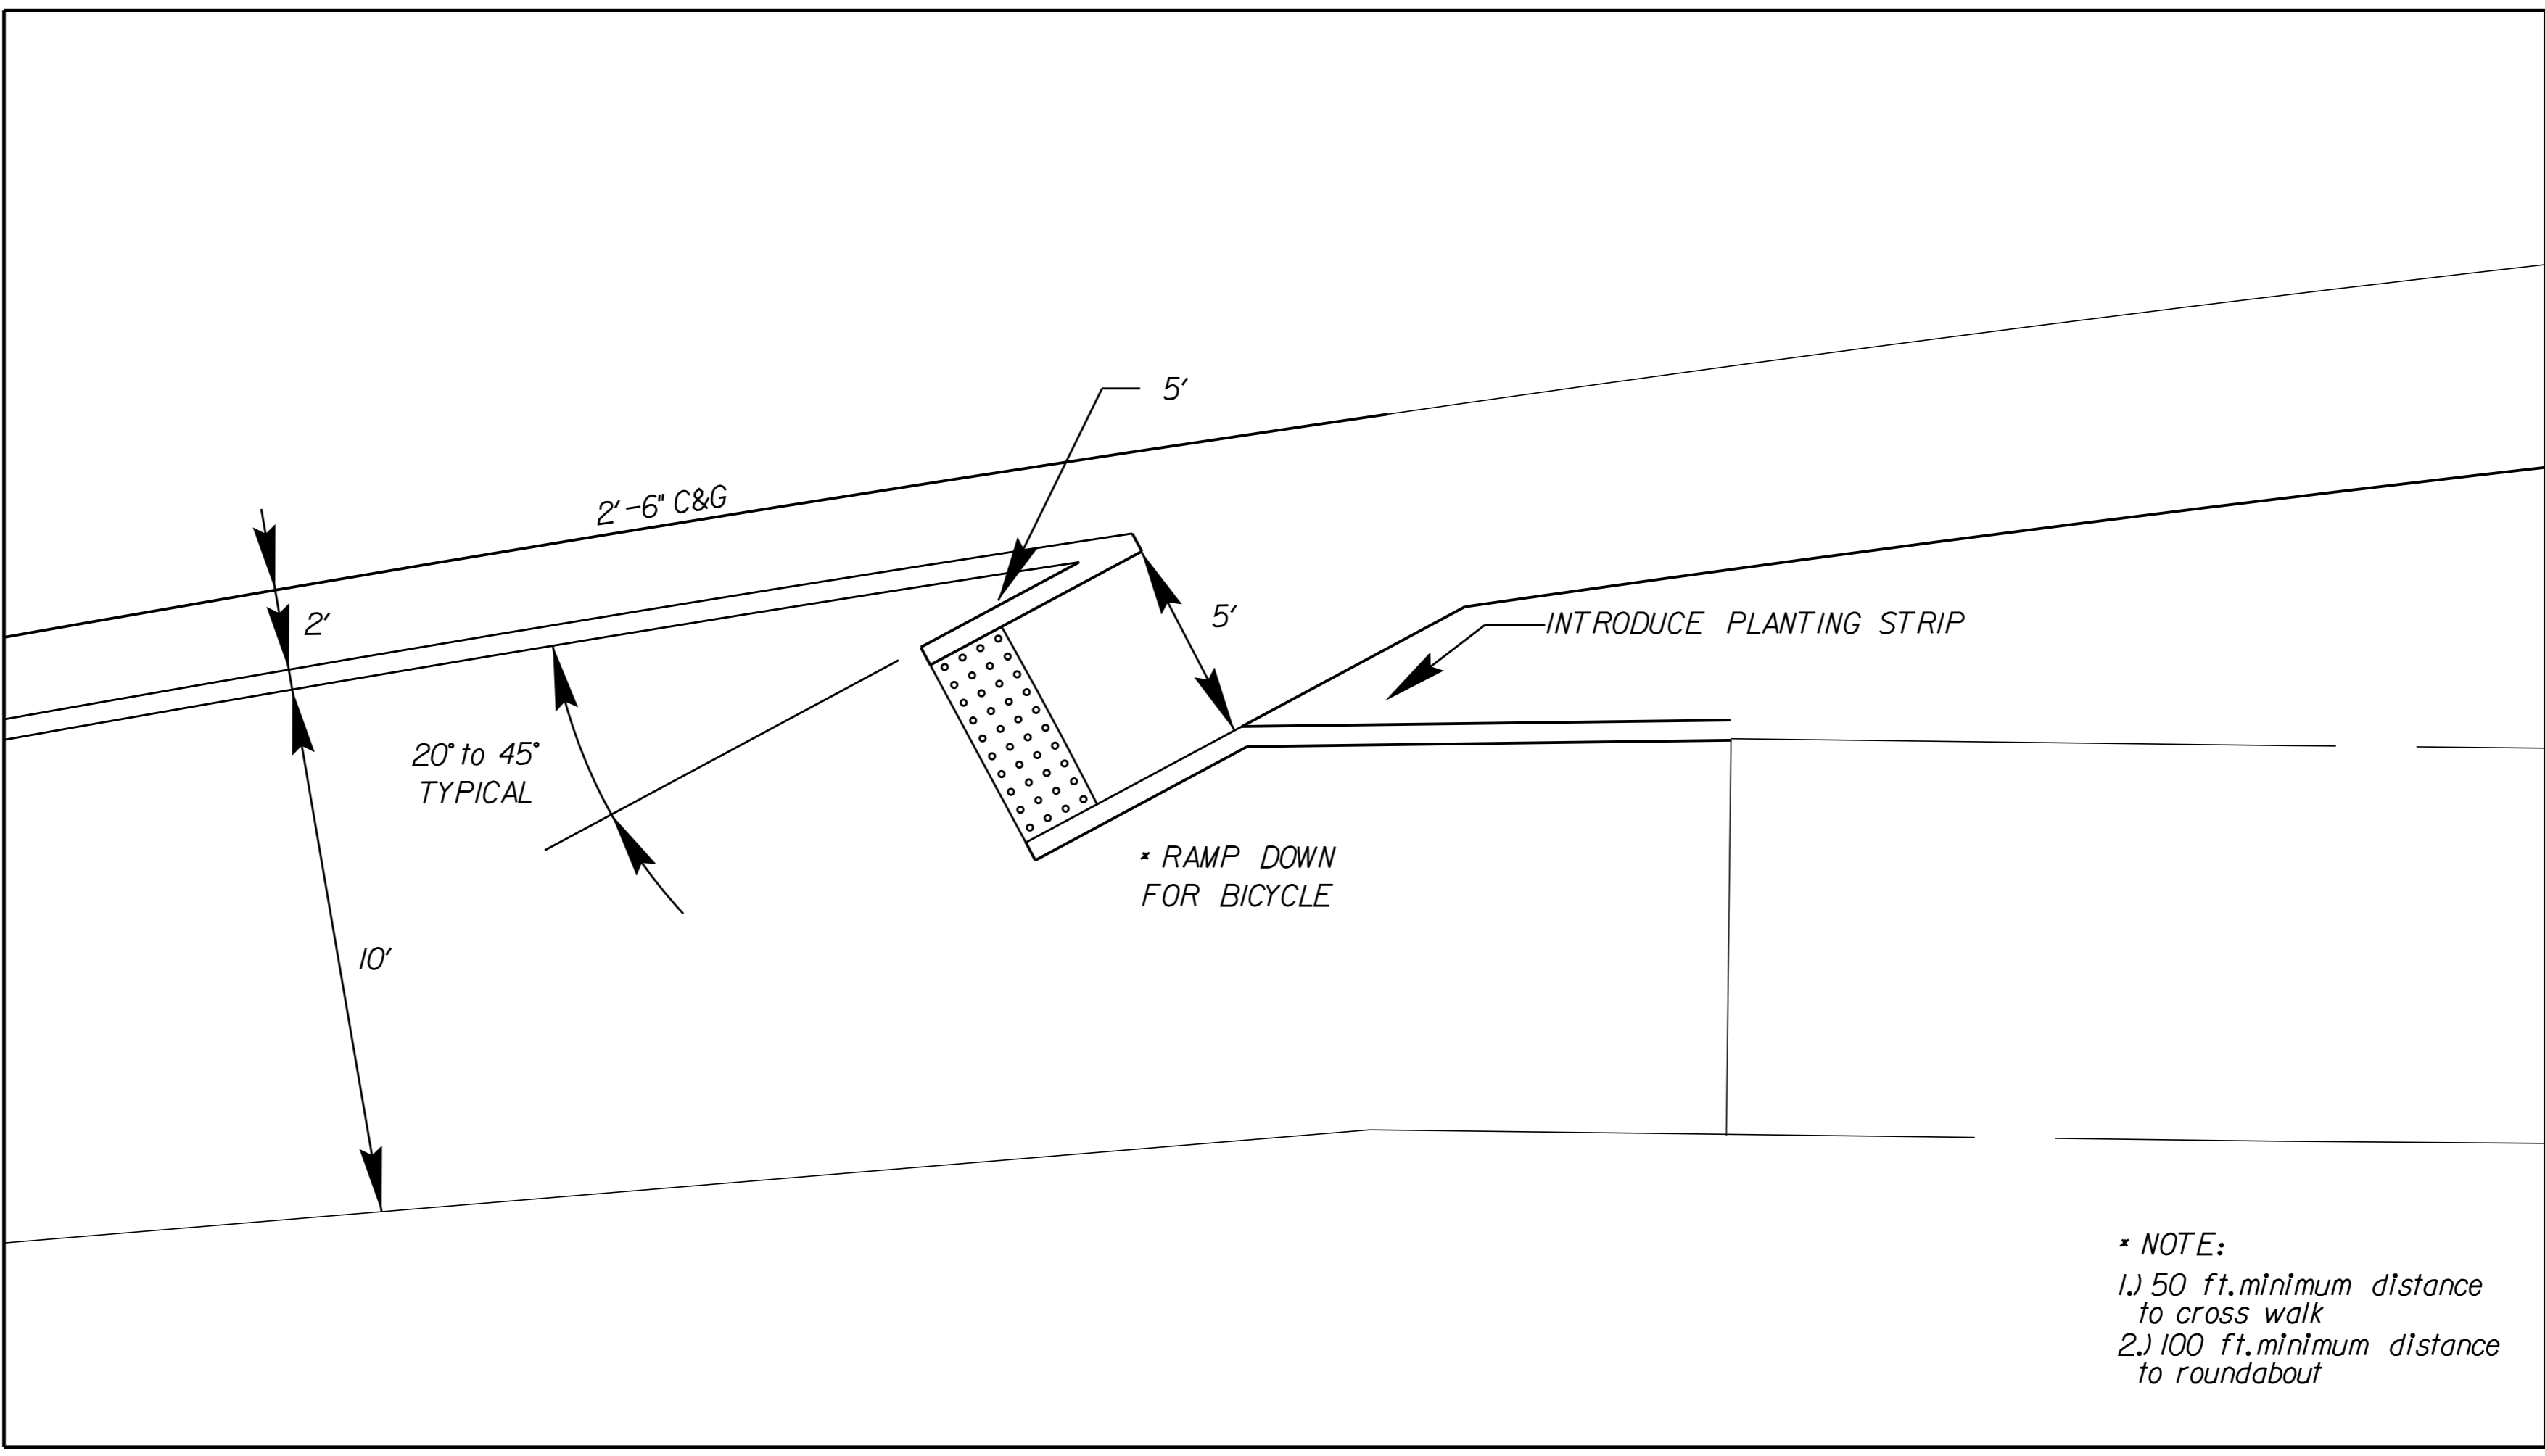 5'
2'-6" C&G
2'
5'
INTRODUCE PLANTING STRIP
20° to 45°
TYPICAL
* RAMP DOWN
FOR BICYCLE
10'
* NOTE:
1.) 50 ft. minimum distance
to cross walk
2.) 100 ft. minimum distance
to roundabout